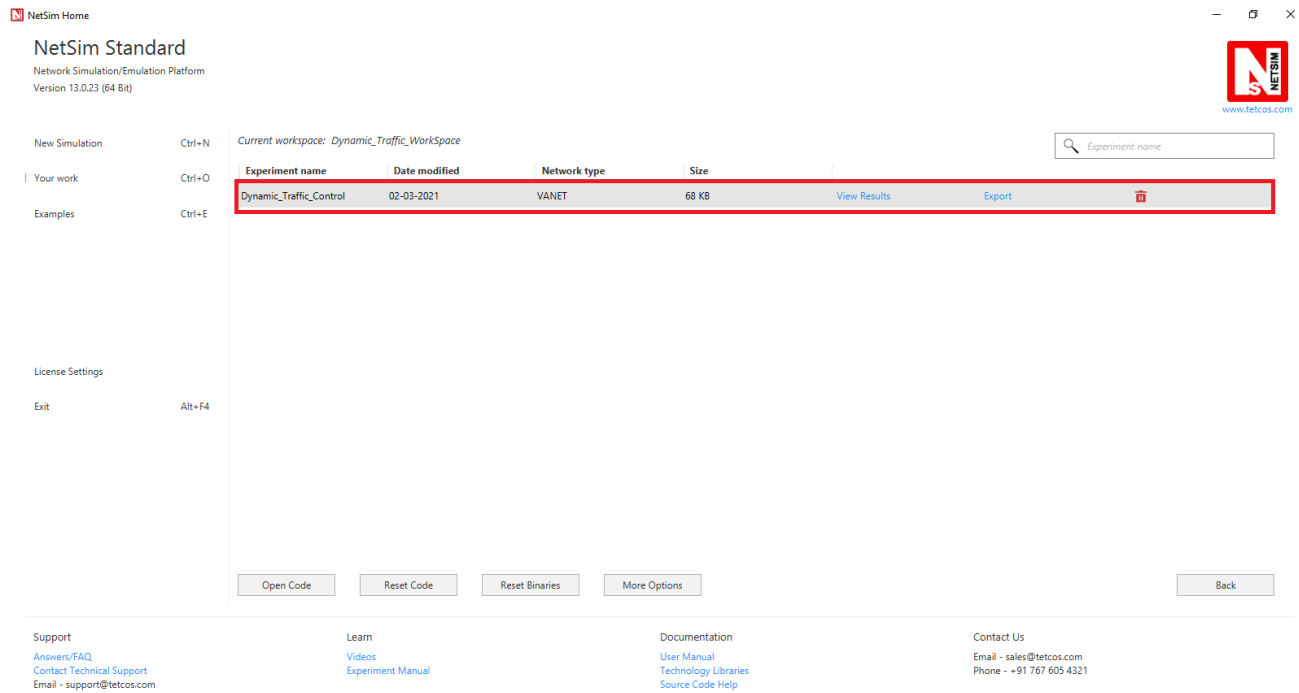 NetSim Home
NetSim Standard
Network Simulation/Emulation Platform
Version 13.0.23 (64 Bit)
NS NETSIM
www.tetcos.com
New Simulation Ctrl+N
Your work Ctrl+O
Examples Ctrl+E
License Settings
Exit Alt+F4
Current workspace: Dynamic_Traffic_WorkSpace
Experiment name
Experiment name Date modified Network type Size
Dynamic_Traffic_Control 02-03-2021 VANET 68 KB View Results Export
Open Code Reset Code Reset Binaries More Options Back
Support
Answers/FAQ
Contact Technical Support
Email - support@tetcos.com
Learn
Videos
Experiment Manual
Documentation
User Manual
Technology Libraries
Source Code Help
Contact Us
Email - sales@tetcos.com
Phone - +91 767 605 4321